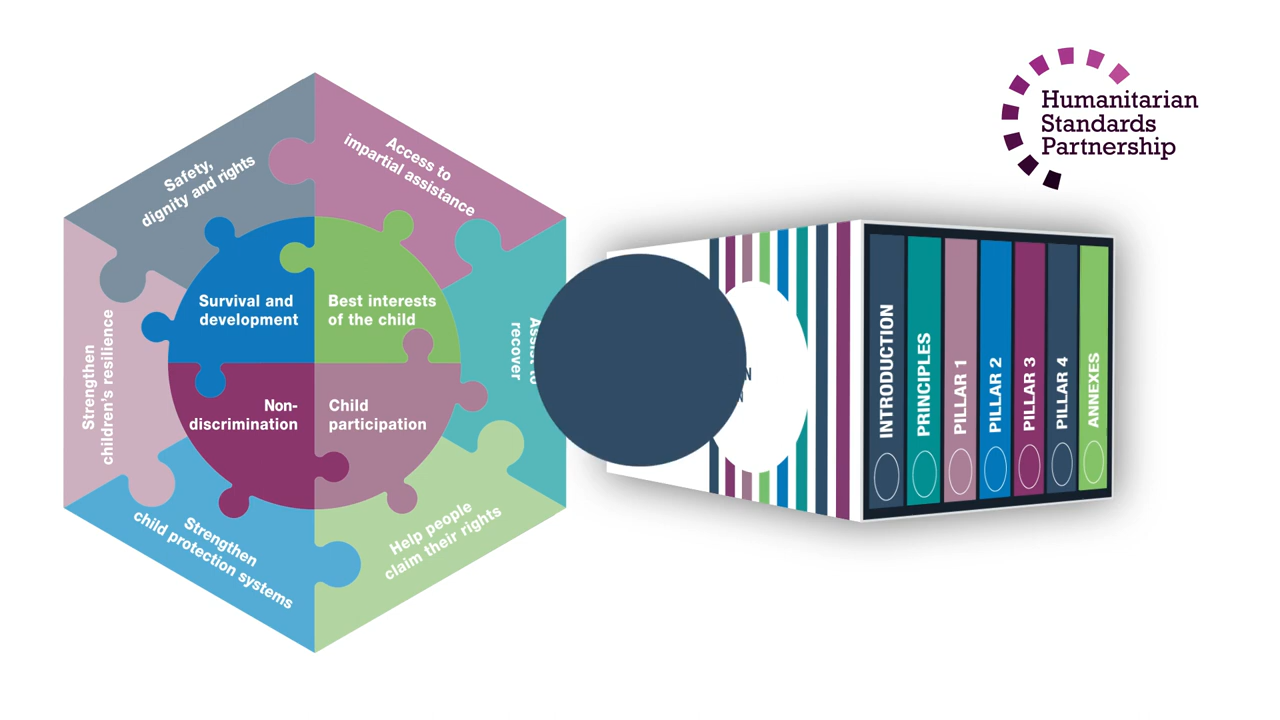 Safety,
dignity and rights
Access to
impartial assistance
Survival and
development
Best interests
of the child
Strengthen
children's resilience
recover
Non-
discrimination
Child
participation
Strengthen
child protection systems
Help people
claim their rights
INTRODUCTION
PRINCIPLES
PILLAR 1
PILLAR 2
PILLAR 3
PILLAR 4
ANNEXES
Humanitarian
Standards
Partnership